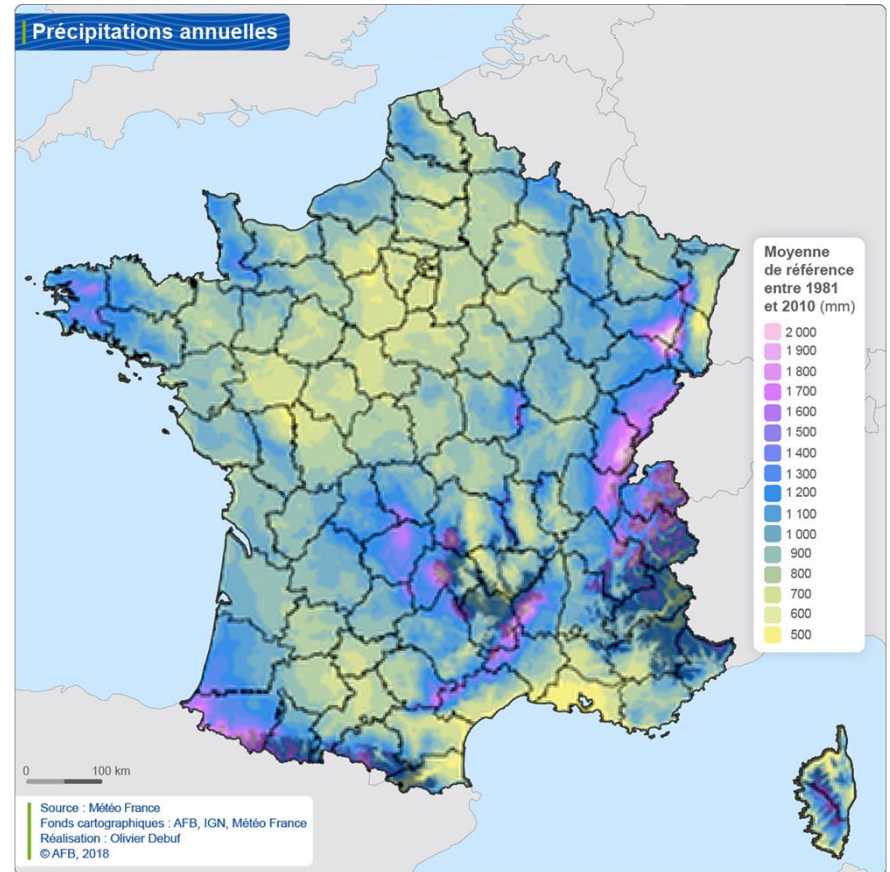 Précipitations annuelles
Moyenne
de référence
entre 1981
et 2010 (mm)
2 000
1 900
1 800
1 700
1 600
1 500
1 400
1 300
1 200
1 100
1 000
900
800
700
600
500
0 100 km
Source : Météo France
Fonds cartographiques : AFB, IGN, Météo France
Réalisation : Olivier Debuf
© AFB, 2018